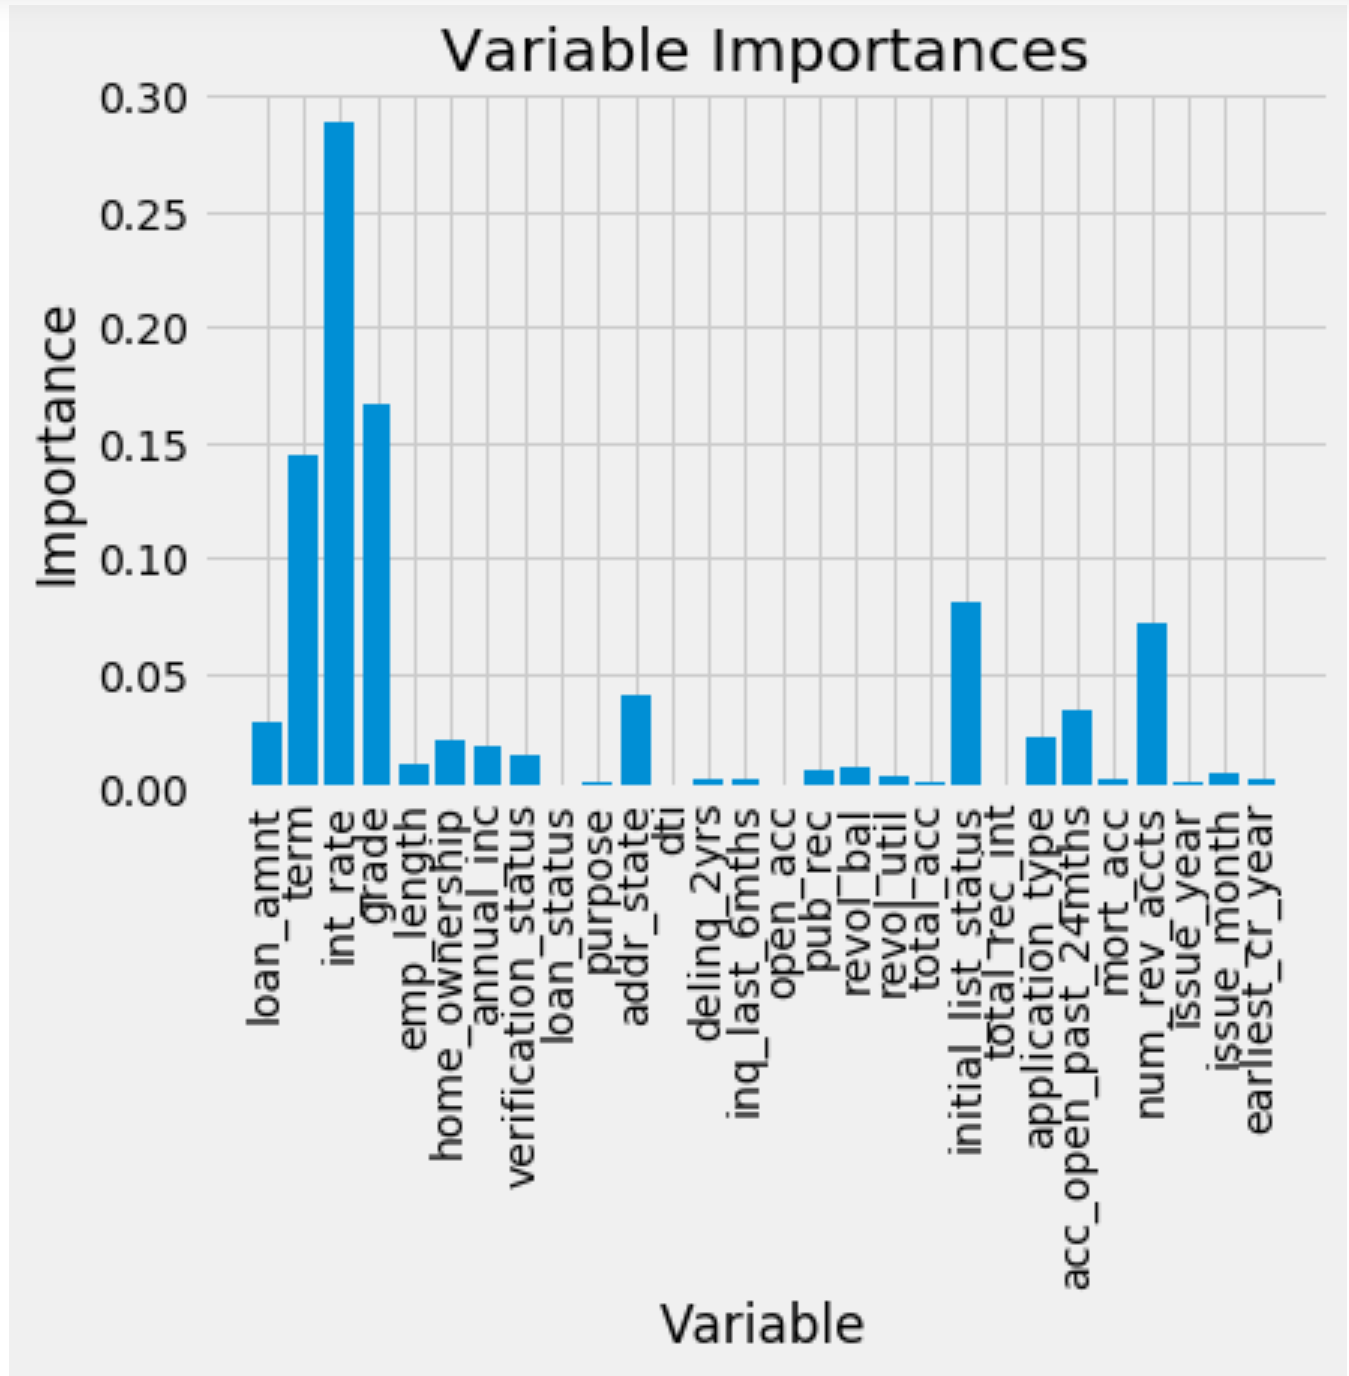 Variable Importances
0.30
0.25
0.20
0.15
0.10
0.05
0.00
Importance
loan_amnt
term
int_rate
grade
emp_length
home_ownership
annual_inc
verification_status
loan_status
purpose
addr_state
dti
delinq_2yrs
inq_last_6mths
open_acc
pub_rec
revol_bal
revol_util
total_acc
initial_list_status
total_rec_int
application_type
acc_open_past_24mths
mort_acc
num_rev_accts
issue_year
issue_month
earliest_cr_year
Variable